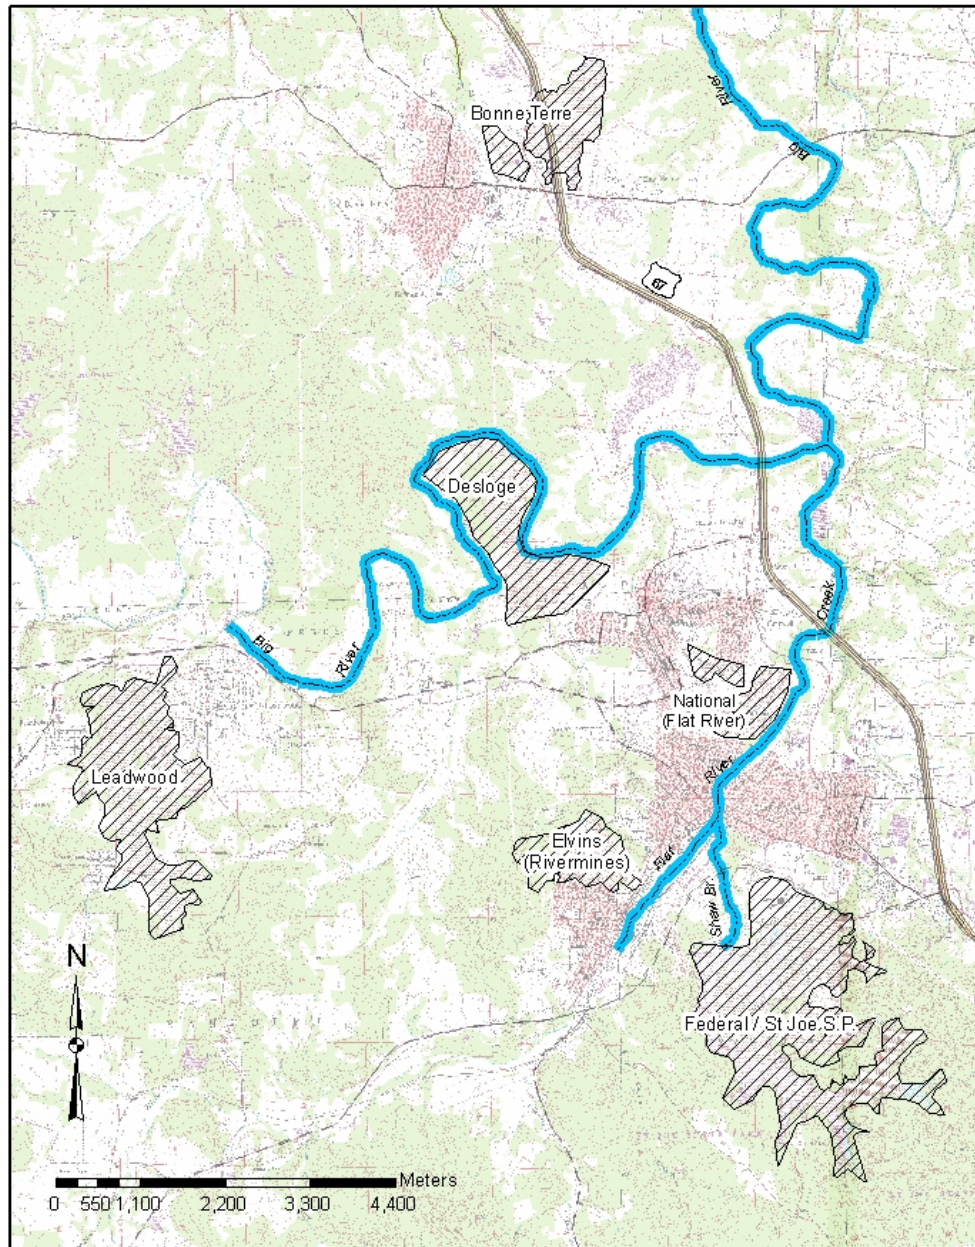 River
Big
Bonne Terre
67
Desloge
Creek
Big
River
National
(Flat River)
Leadwood
River
Elvins
(Rivermines)
Flat
Shaw Br.
N
Federal / St Joe S.P.
Meters
0 550 1,100 2,200 3,300 4,400